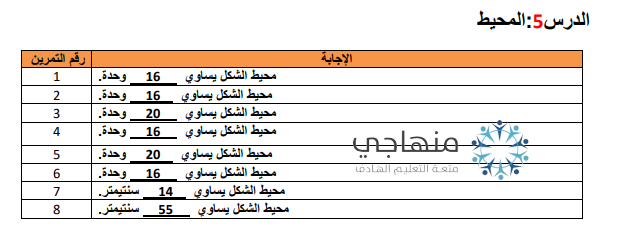 الدرس5:المحيط
رقم التمرين الإجابة
1 محيط الشكل يساوي 16 وحدة.
2 محيط الشكل يساوي 16 وحدة.
3 محيط الشكل يساوي 20 وحدة.
4 محيط الشكل يساوي 16 وحدة.
5 محيط الشكل يساوي 20 وحدة.
6 محيط الشكل يساوي 16 وحدة.
7 محيط الشكل يساوي 14 سنتيمتر.
8 محيط الشكل يساوي 55 سنتيمتر.
منهاجي
متعة التعليم الهادف